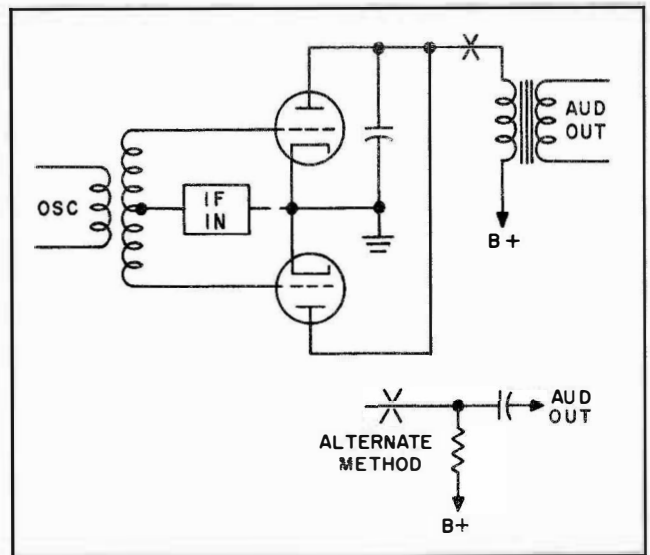 OSC
IF
IN
AUD
OUT
B+
ALTERNATE
METHOD
AUD
OUT
B+